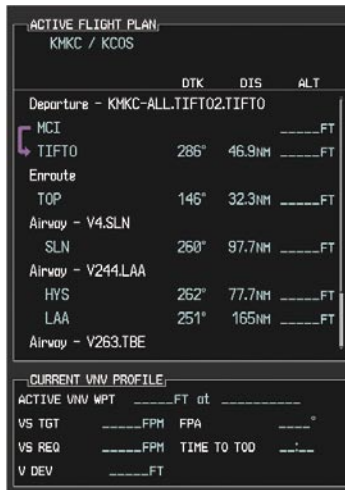 ACTIVE FLIGHT PLAN
KMKC / KCOS
DTK DIS ALT
Departure - KMKC-ALL.TIFTO2.TIFTO
MCI _____FT
TIFTO 286° 46.9NM _____FT
Enroute
TOP 146° 32.3NM _____FT
Airway - V4.SLN
SLN 260° 97.7NM _____FT
Airway - V244.LAA
HYS 262° 77.7NM _____FT
LAA 251° 165NM _____FT
Airway - V263.TBE
CURRENT VNV PROFILE
ACTIVE VNV WPT _____FT at __________
VS TGT _____FPM FPA ____°
VS REQ _____FPM TIME TO TOD __:__
V DEV _____FT